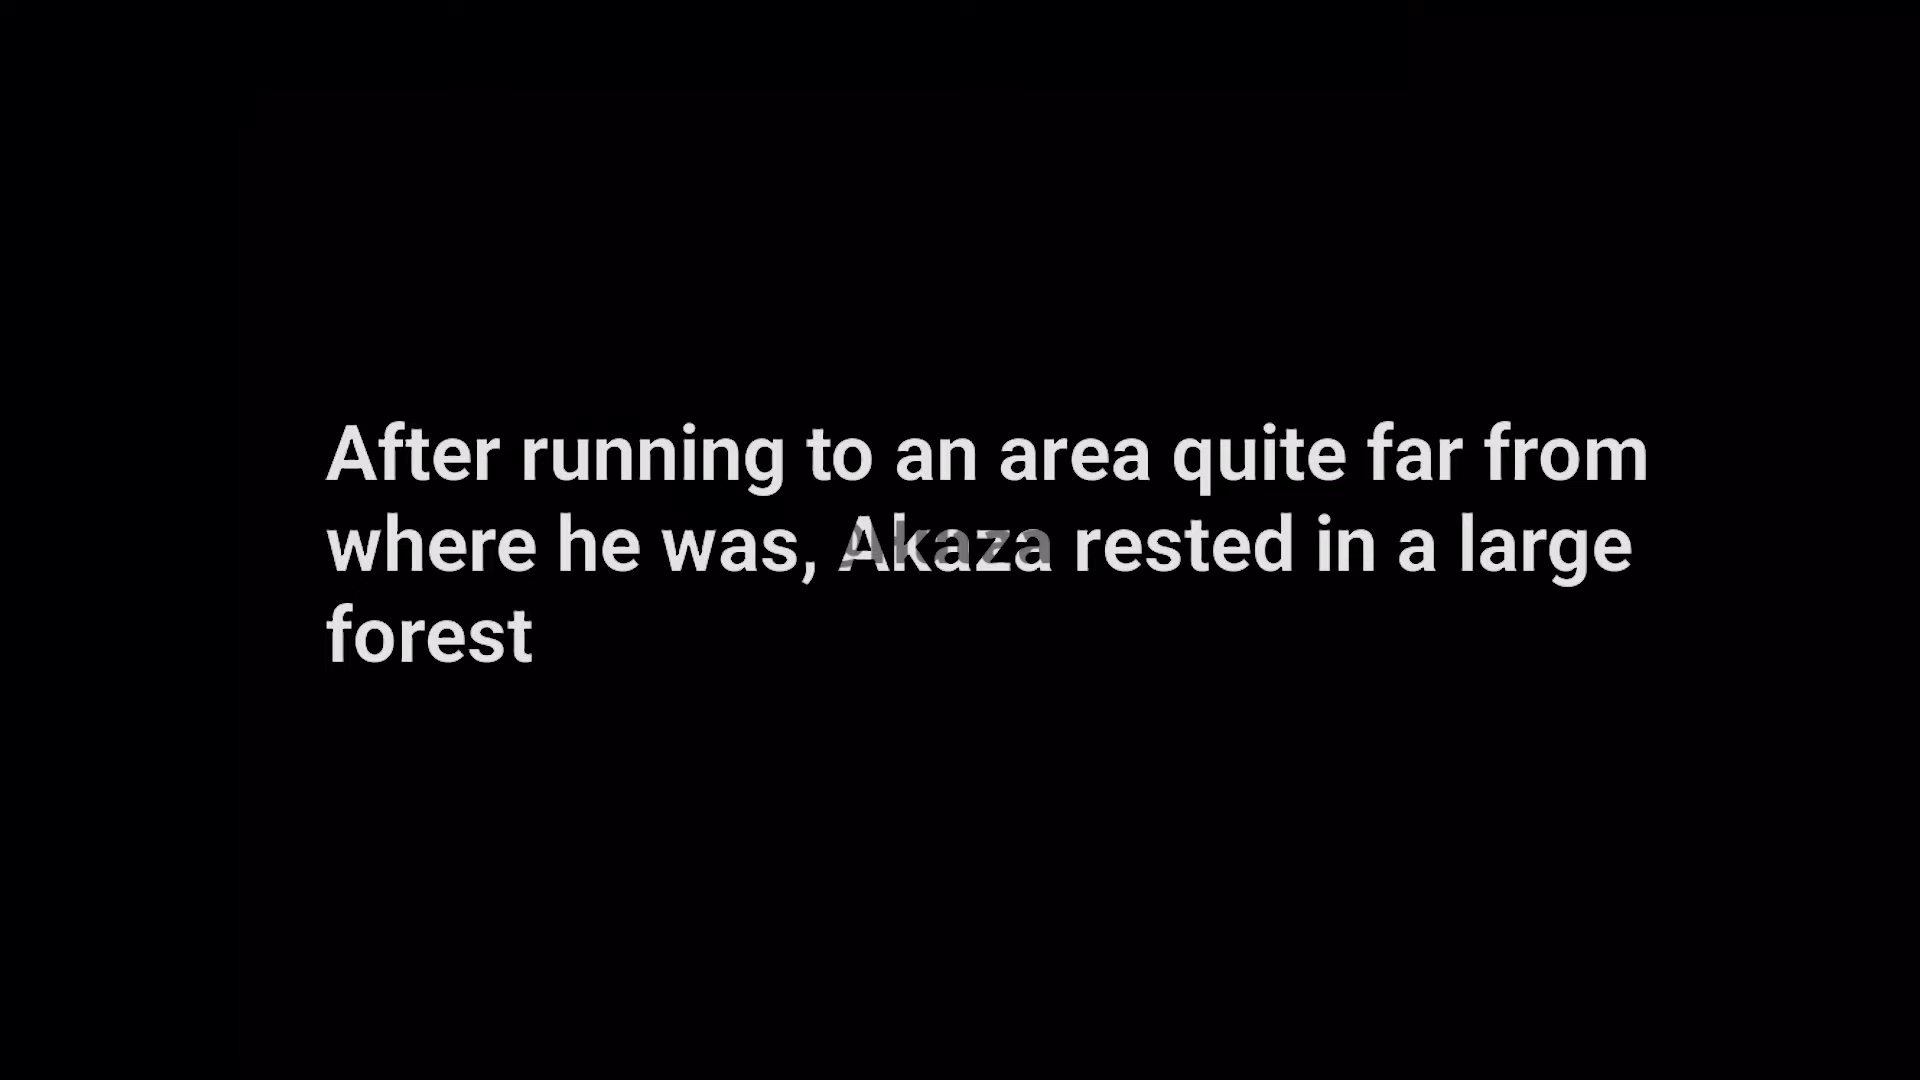 After running to an area quite far from
where he was, Akaza rested in a large
forest